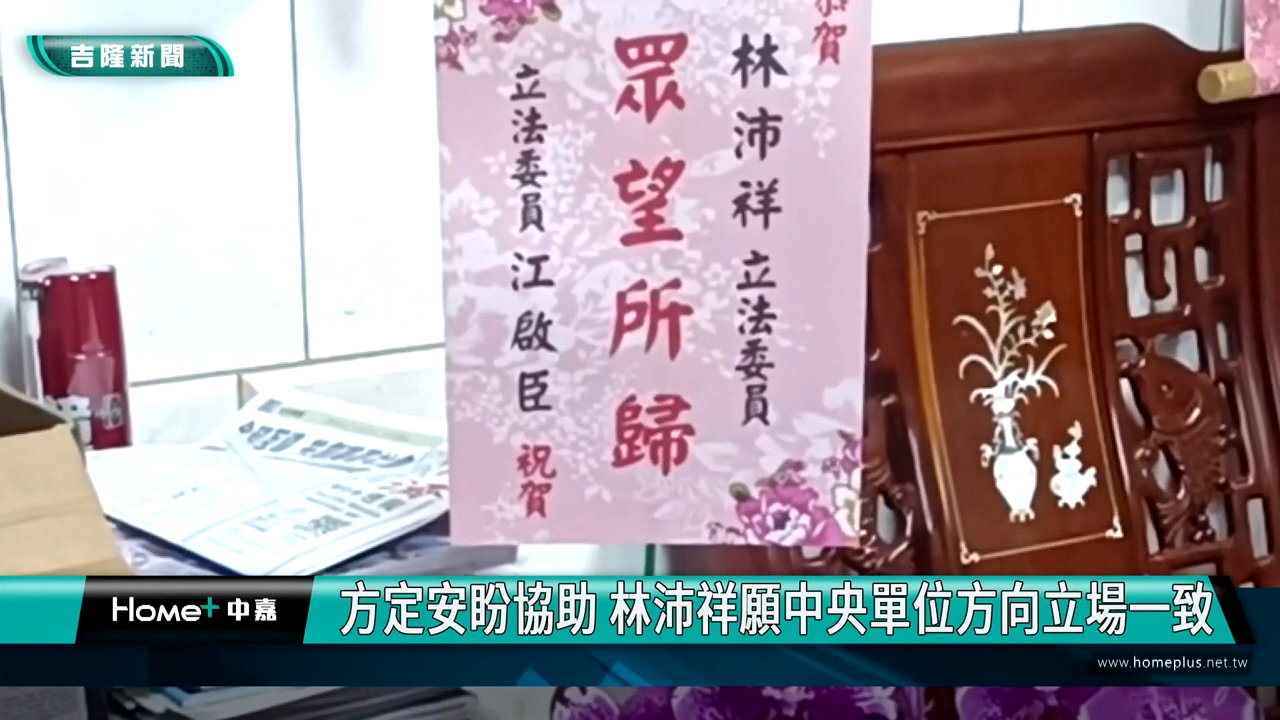 吉隆新聞
恭賀
林沛祥立法委員
眾望所歸
立法委員江啟臣
祝賀
Home+中嘉
方定安盼協助 林沛祥願中央單位方向立場一致
www.homeplus.net.tw